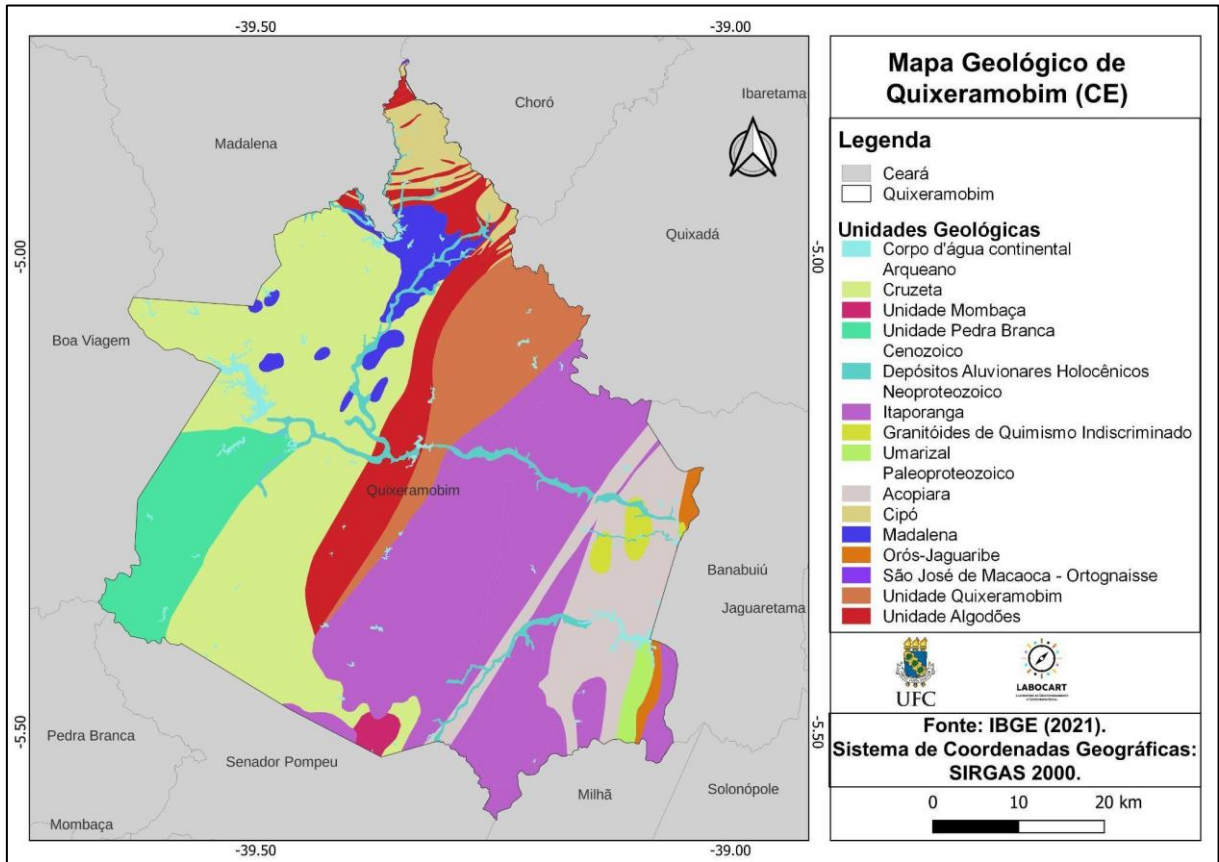 -39.50
-39.00
Choró
Ibaretama
Madalena
Quixadá
-5.00
-5.00
Boa Viagem
Quixeramobim
Banabuiú
Jaguaretama
-5.50
-5.50
Pedra Branca
Senador Pompeu
Solonópole
Milhã
Mombaça
-39.50
-39.00
Mapa Geológico de
Quixeramobim (CE)
Legenda
Ceará
Quixeramobim
Unidades Geológicas
Corpo d'água continental
Arqueano
Cruzeta
Unidade Mombaça
Unidade Pedra Branca
Cenozoico
Depósitos Aluvionares Holocênicos
Neoproteozoico
Itaporanga
Granitóides de Quimismo Indiscriminado
Umarizal
Paleoproteozoico
Acopiara
Cipó
Madalena
Orós-Jaguaribe
São José de Macaoca - Ortognaisse
Unidade Quixeramobim
Unidade Algodões
UFC
LABOCART
Fonte: IBGE (2021).
Sistema de Coordenadas Geográficas:
SIRGAS 2000.
0 10 20 km